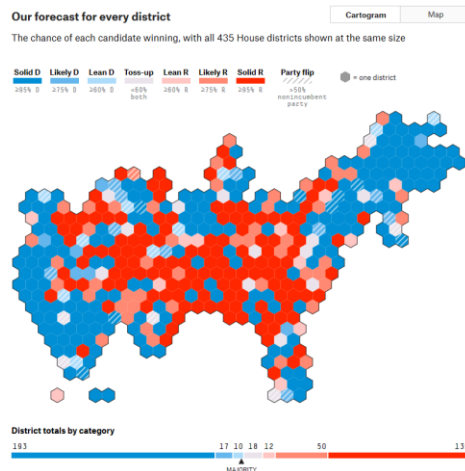 Our forecast for every district
Cartogram Map
The chance of each candidate winning, with all 435 House districts shown at the same size
Solid D Likely D Lean D Toss-up Lean R Likely R Solid R Party flip
≥85% D ≥75% D ≥60% D <60% both ≥60% R ≥75% R ≥85% R >50% nonincumbent party
= one district
District totals by category
193 17 10 18 12 50 13
MAJORITY